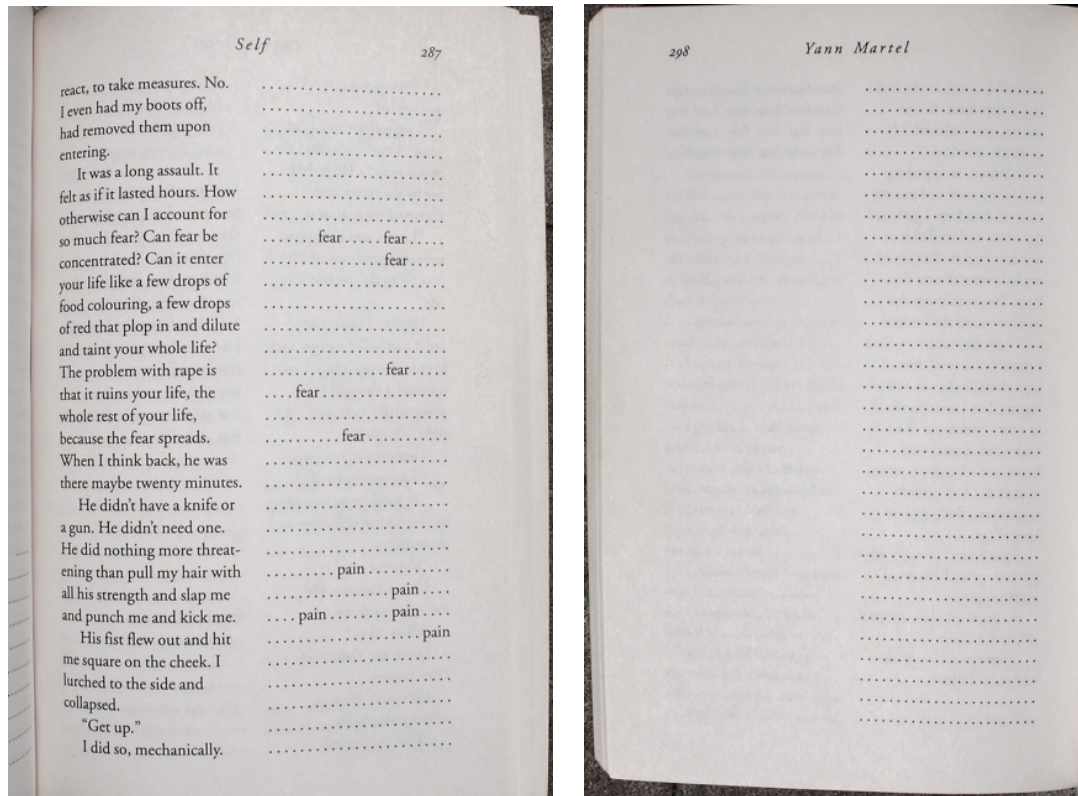 Self
287
react, to take measures. No.
I even had my boots off,
had removed them upon
entering.
It was a long assault. It
felt as if it lasted hours. How
otherwise can I account for
so much fear? Can fear be
concentrated? Can it enter
your life like a few drops of
food colouring, a few drops
of red that plop in and dilute
and taint your whole life?
The problem with rape is
that it ruins your life, the
whole rest of your life,
because the fear spreads.
When I think back, he was
there maybe twenty minutes.
He didn't have a knife or
a gun. He didn't need one.
He did nothing more threat-
ening than pull my hair with
all his strength and slap me
and punch me and kick me.
His fist flew out and hit
me square on the cheek. I
lurched to the side and
collapsed.
"Get up."
I did so, mechanically.
. . . . . . . fear . . . . . fear . . . . .
. . . . . . . . . . . . . . . . fear . . . . .
. . . . . . . . . . . . . . . . fear . . . . .
. . . . fear . . . . . . . . . . . . . . . . .
. . . . . . . . . . fear . . . . . . . . . . .
. . . . . . . . . pain . . . . . . . . . . .
. . . . . . . . . . . . . . . . . pain . . . .
. . . . pain . . . . . . . . pain . . . .
. . . . . . . . . . . . . . . . . . . . . pain
298
Yann Martel